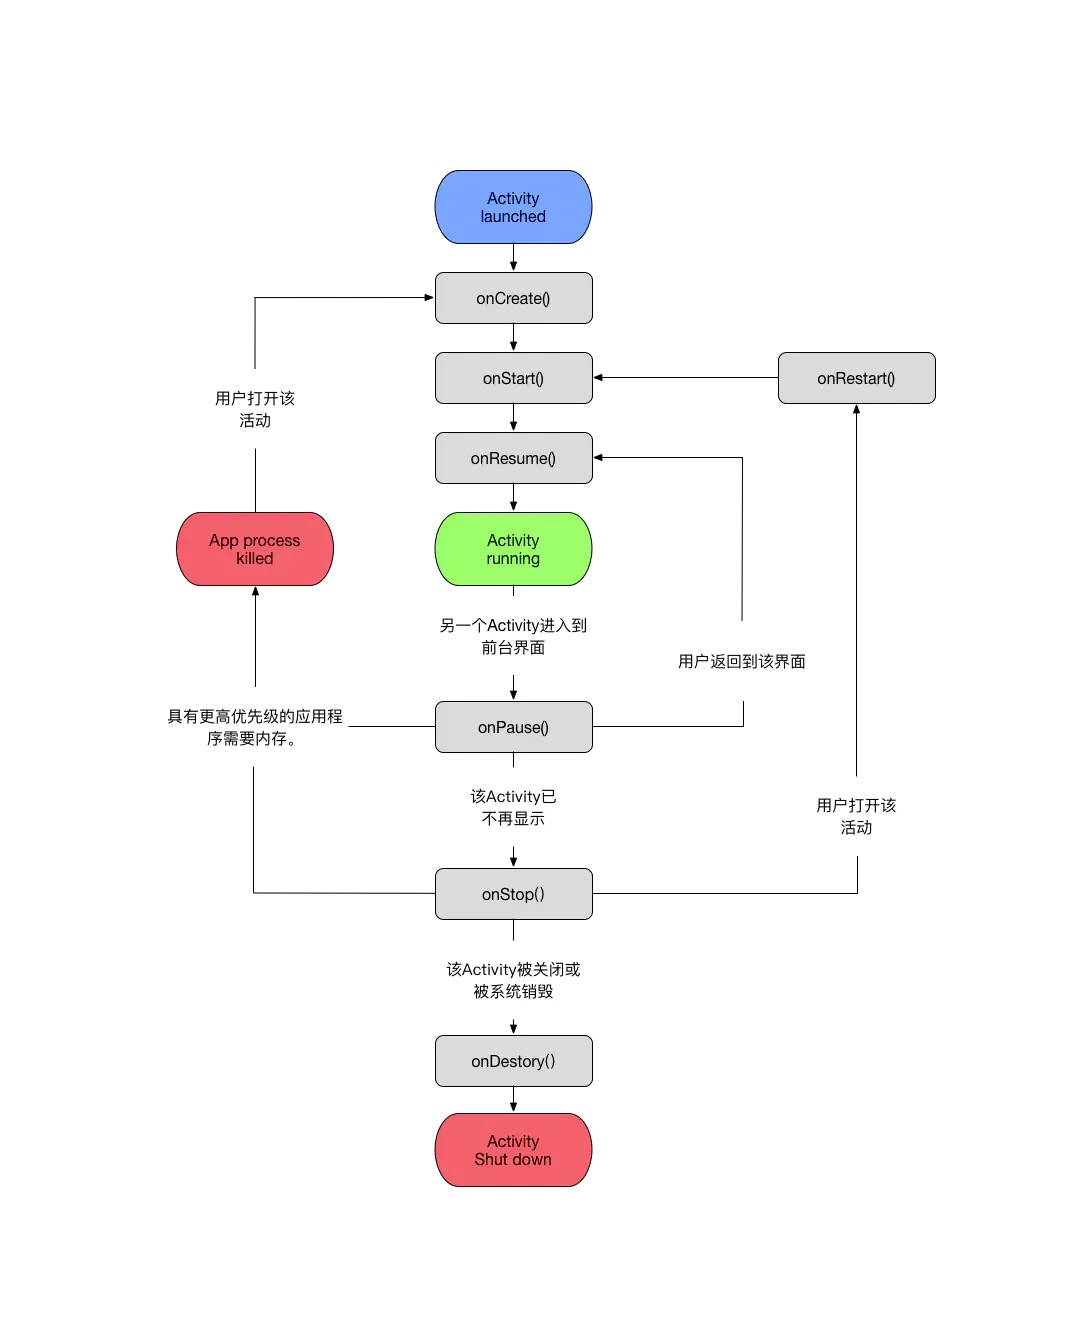 Activity
launched
onCreate()
onStart()
onRestart()
用户打开该
活动
onResume()
App process
killed
Activity
running
另一个Activity进入到
前台界面
用户返回到该界面
具有更高优先级的应用程
序需要内存。
onPause()
该Activity已
不再显示
用户打开该
活动
onStop()
该Activity被关闭或
被系统销毁
onDestory()
Activity
Shut down